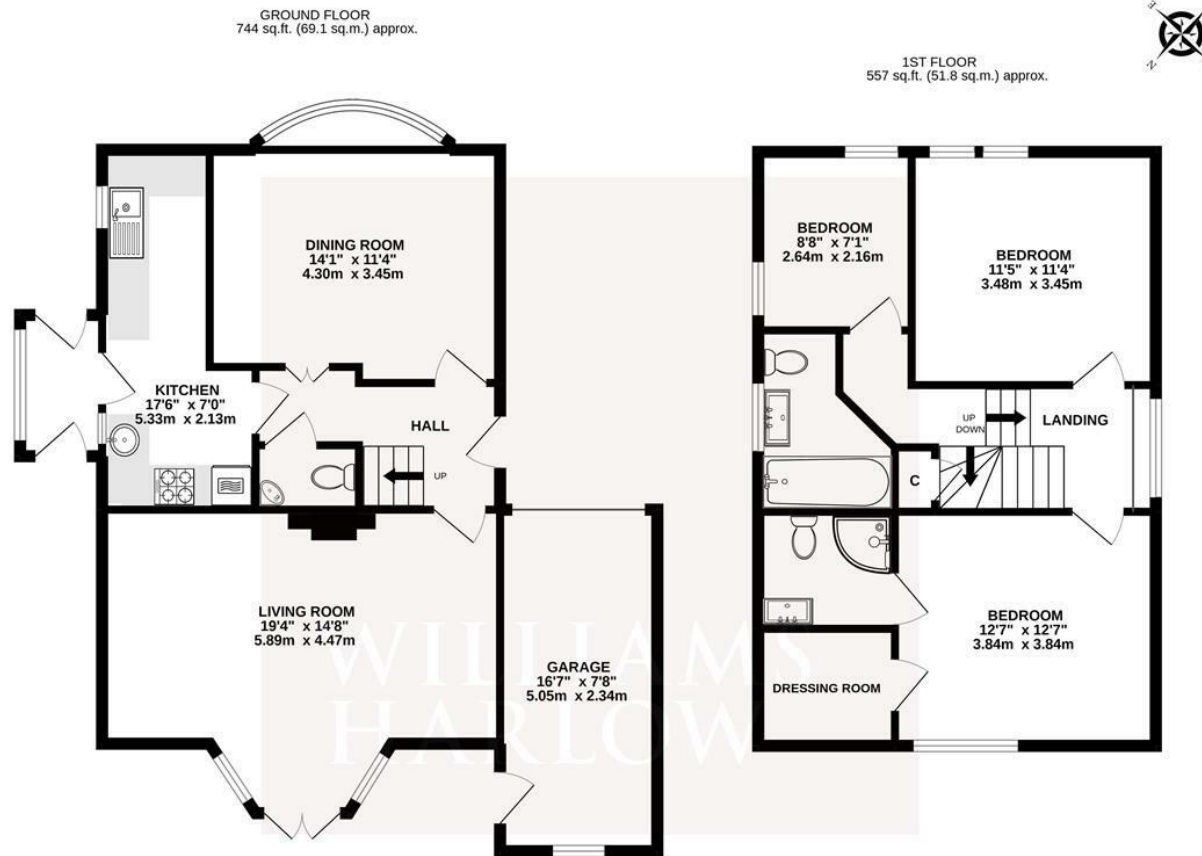 GROUND FLOOR
744 sq.ft. (69.1 sq.m.) approx.
1ST FLOOR
557 sq.ft. (51.8 sq.m.) approx.
DINING ROOM
14'1" x 11'4"
4.30m x 3.45m
KITCHEN
17'6" x 7'0"
5.33m x 2.13m
HALL
UP
LIVING ROOM
19'4" x 14'8"
5.89m x 4.47m
GARAGE
16'7" x 7'8"
5.05m x 2.34m
BEDROOM
8'8" x 7'1"
2.64m x 2.16m
BEDROOM
11'5" x 11'4"
3.48m x 3.45m
UP
DOWN
LANDING
C
BEDROOM
12'7" x 12'7"
3.84m x 3.84m
DRESSING ROOM
WILLIAMS
HARLOW
N